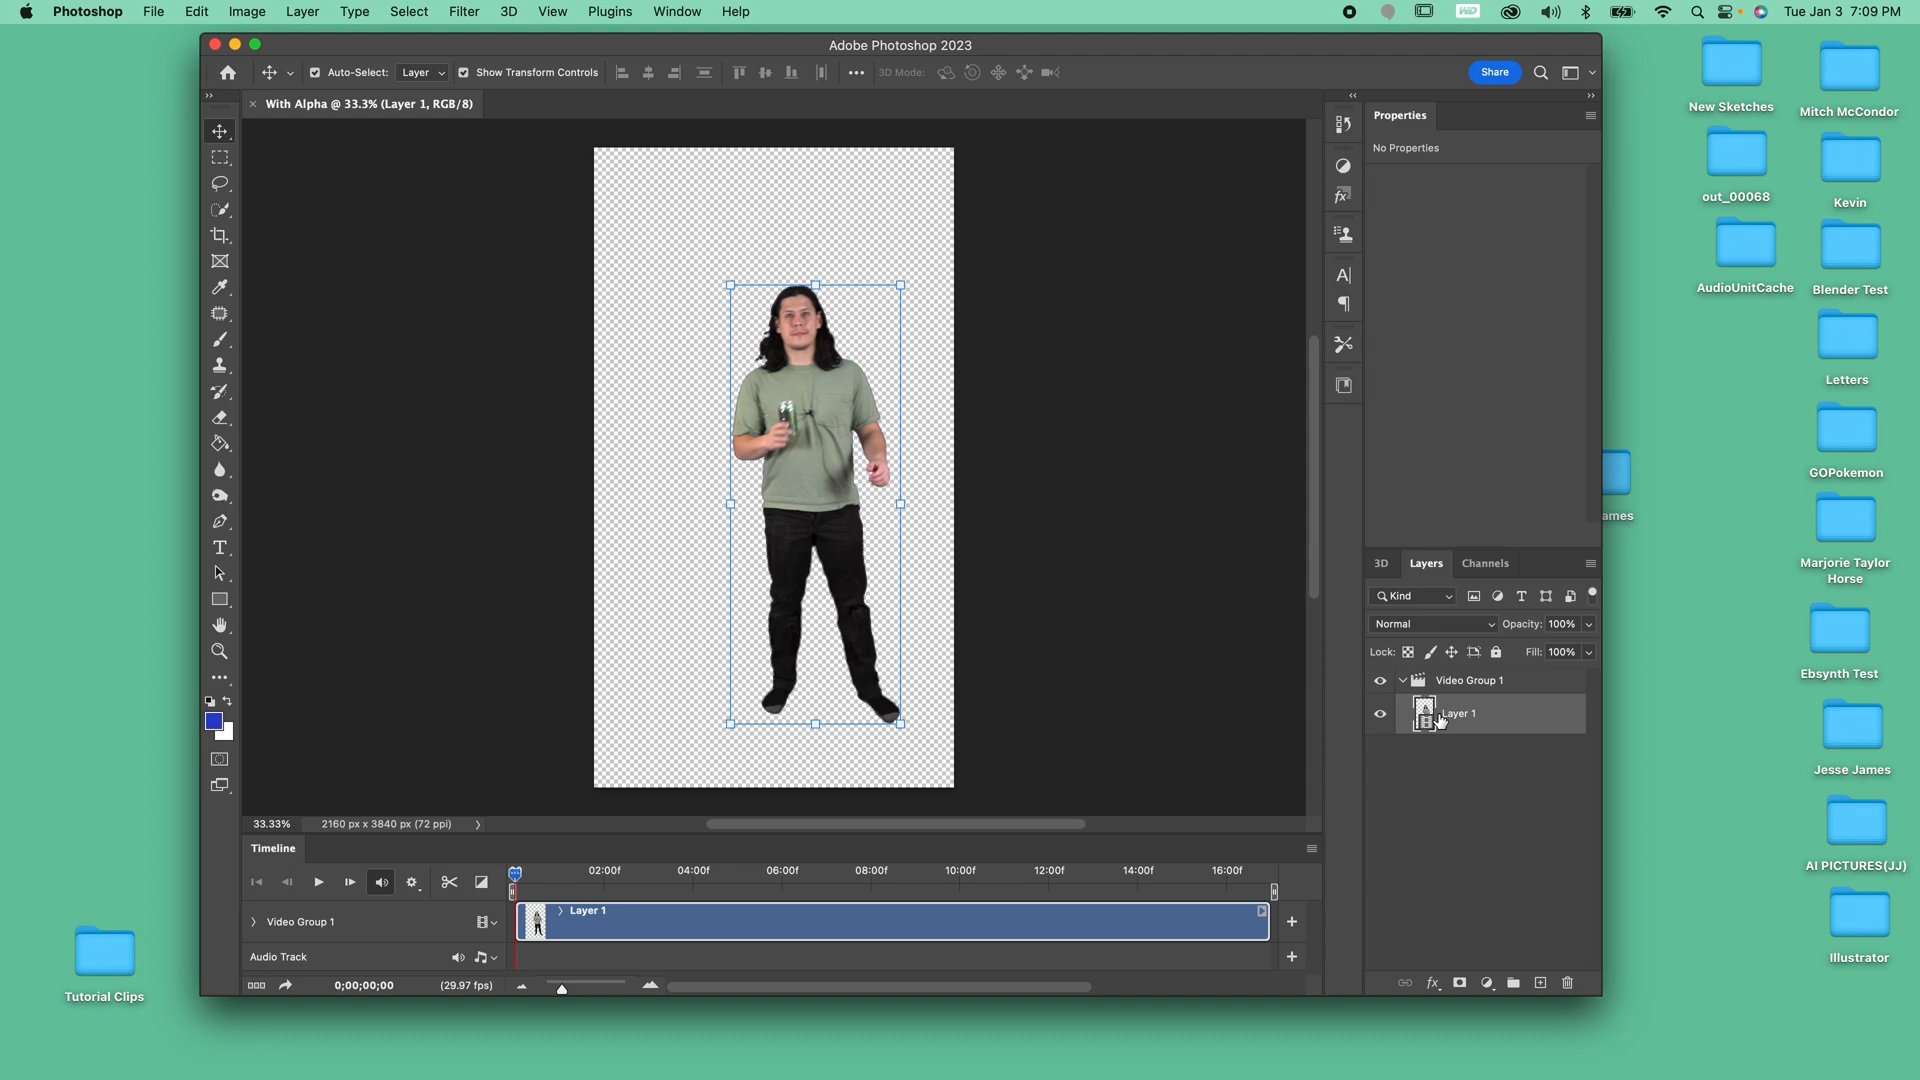 Photoshop File Edit Image Layer Type Select Filter 3D View Plugins Window Help
WD
Tue Jan 3 7:09 PM
Adobe Photoshop 2023
Auto-Select: Layer
Show Transform Controls
3D Mode:
Share
With Alpha @ 33.3% (Layer 1, RGB/8)
Properties
No Properties
3D Layers Channels
Kind
Normal
Opacity: 100%
Lock:
Fill: 100%
Video Group 1
Layer 1
33.33%
2160 px x 3840 px (72 ppi)
Timeline
02:00f 04:00f 06:00f 08:00f 10:00f 12:00f 14:00f 16:00f
Video Group 1
Layer 1
Audio Track
0;00;00;00
(29.97 fps)
New Sketches
Mitch McCondor
out_00068
Kevin
AudioUnitCache
Blender Test
Letters
GOPokemon
ames
Marjorie Taylor
Horse
Ebsynth Test
Jesse James
AI PICTURES(JJ)
Illustrator
Tutorial Clips